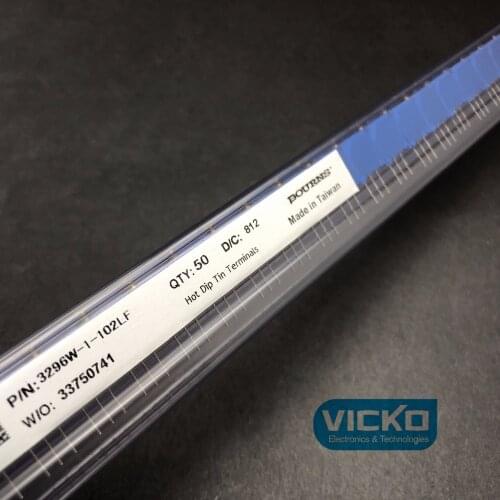 P/N: 3296W-1-102LF
W/O: 33750741
QTY: 50 D/C: 812
Hot Dip Tin Terminals
BOURNS®
Made in Taiwan
VICKO
Electronics & Technologies